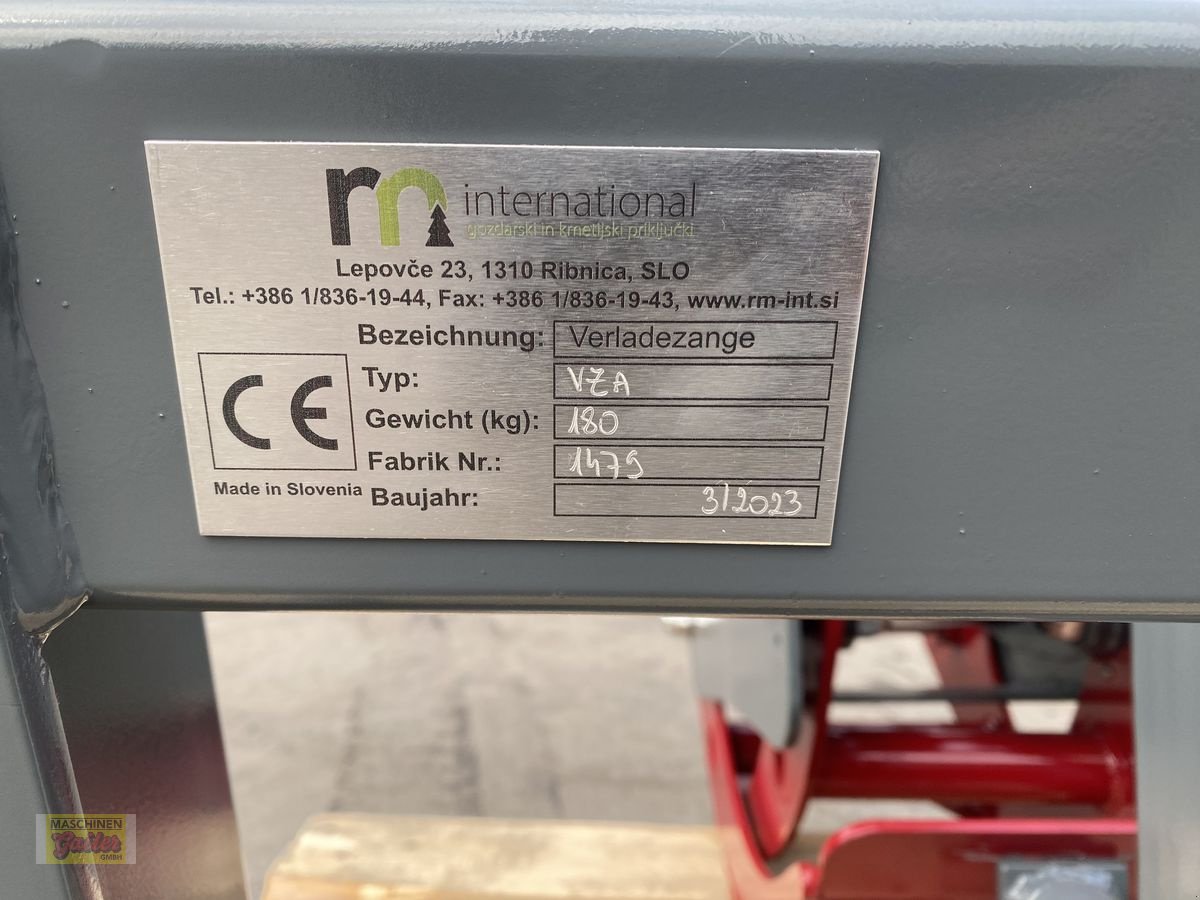 rm international
gozdarski in kmetijski priključki
Lepovče 23, 1310 Ribnica, SLO
Tel.: +386 1/836-19-44, Fax: +386 1/836-19-43, www.rm-int.si
Bezeichnung: Verladezange
Typ: VZA
Gewicht (kg): 180
Fabrik Nr.: 1479
Baujahr: 3/2023
CE
Made in Slovenia
MASCHINEN
Gailer
GMBH